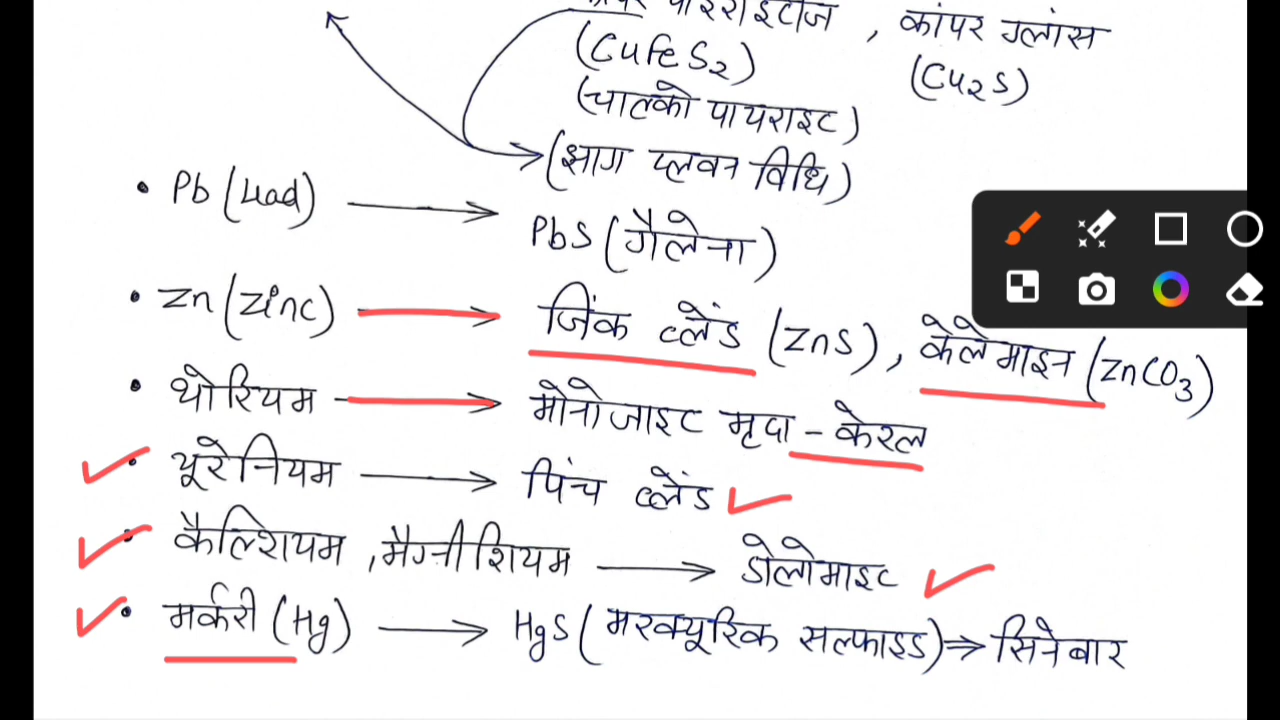 पाइराइटीज , कांपर ग्लांस
(CuFeS2) (Cu2S)
(चाल्को पायराइट)
(झाग प्लवन विधि)
• Pb (Lead) → PbS (गैलेना)
• Zn (Zinc) → जिंक ब्लेंड (ZnS), केलेमाइन (ZnCO3)
• थोरियम → मोनोजाइट मृदा - केरल
• यूरेनियम → पिंच ब्लेंड
• कैल्शियम , मैग्नीशियम → डोलोमाइट
• मर्करी (Hg) → HgS (मरक्यूरिक सल्फाइड) → सिनेबार